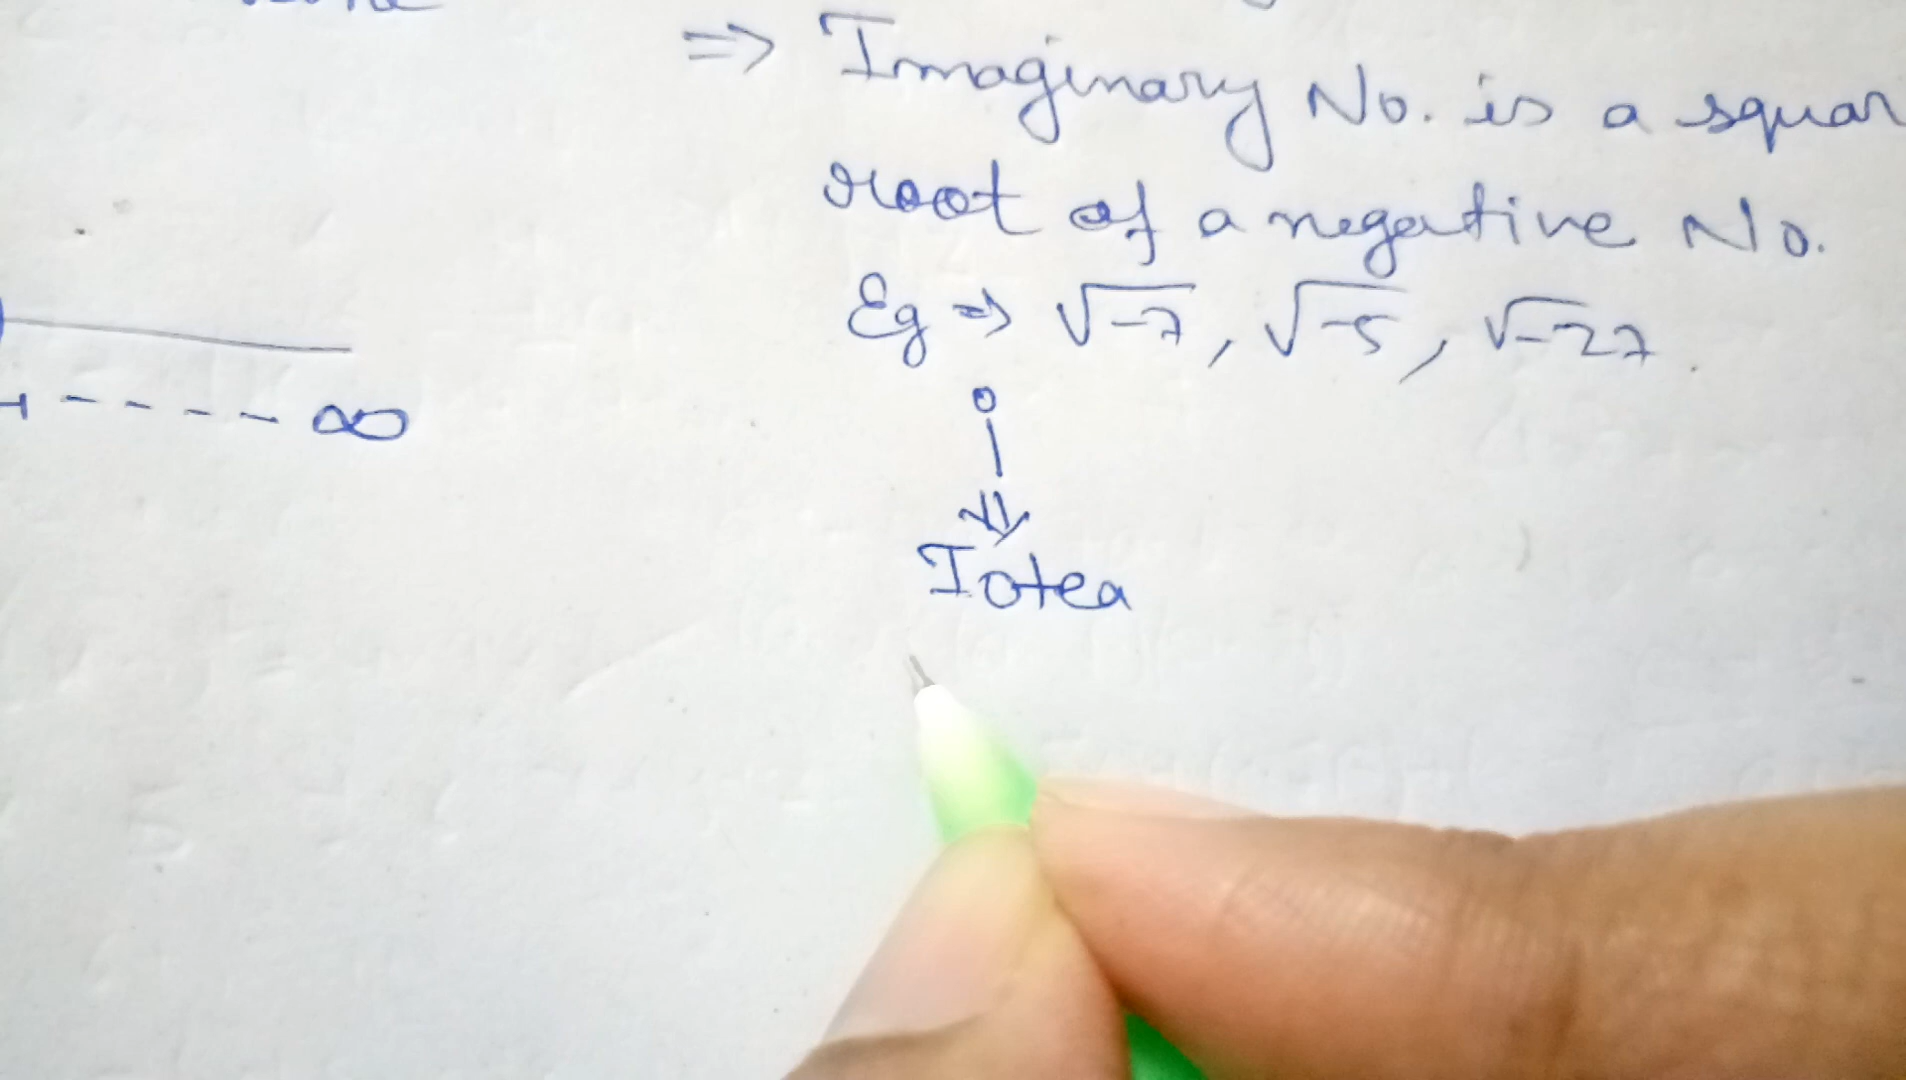 ⇒ Imaginary No. is a squar
root of a negative No.
Eg ⇒ √-7, √-5, √-27.
---- ∞
i
⇓
Iotea